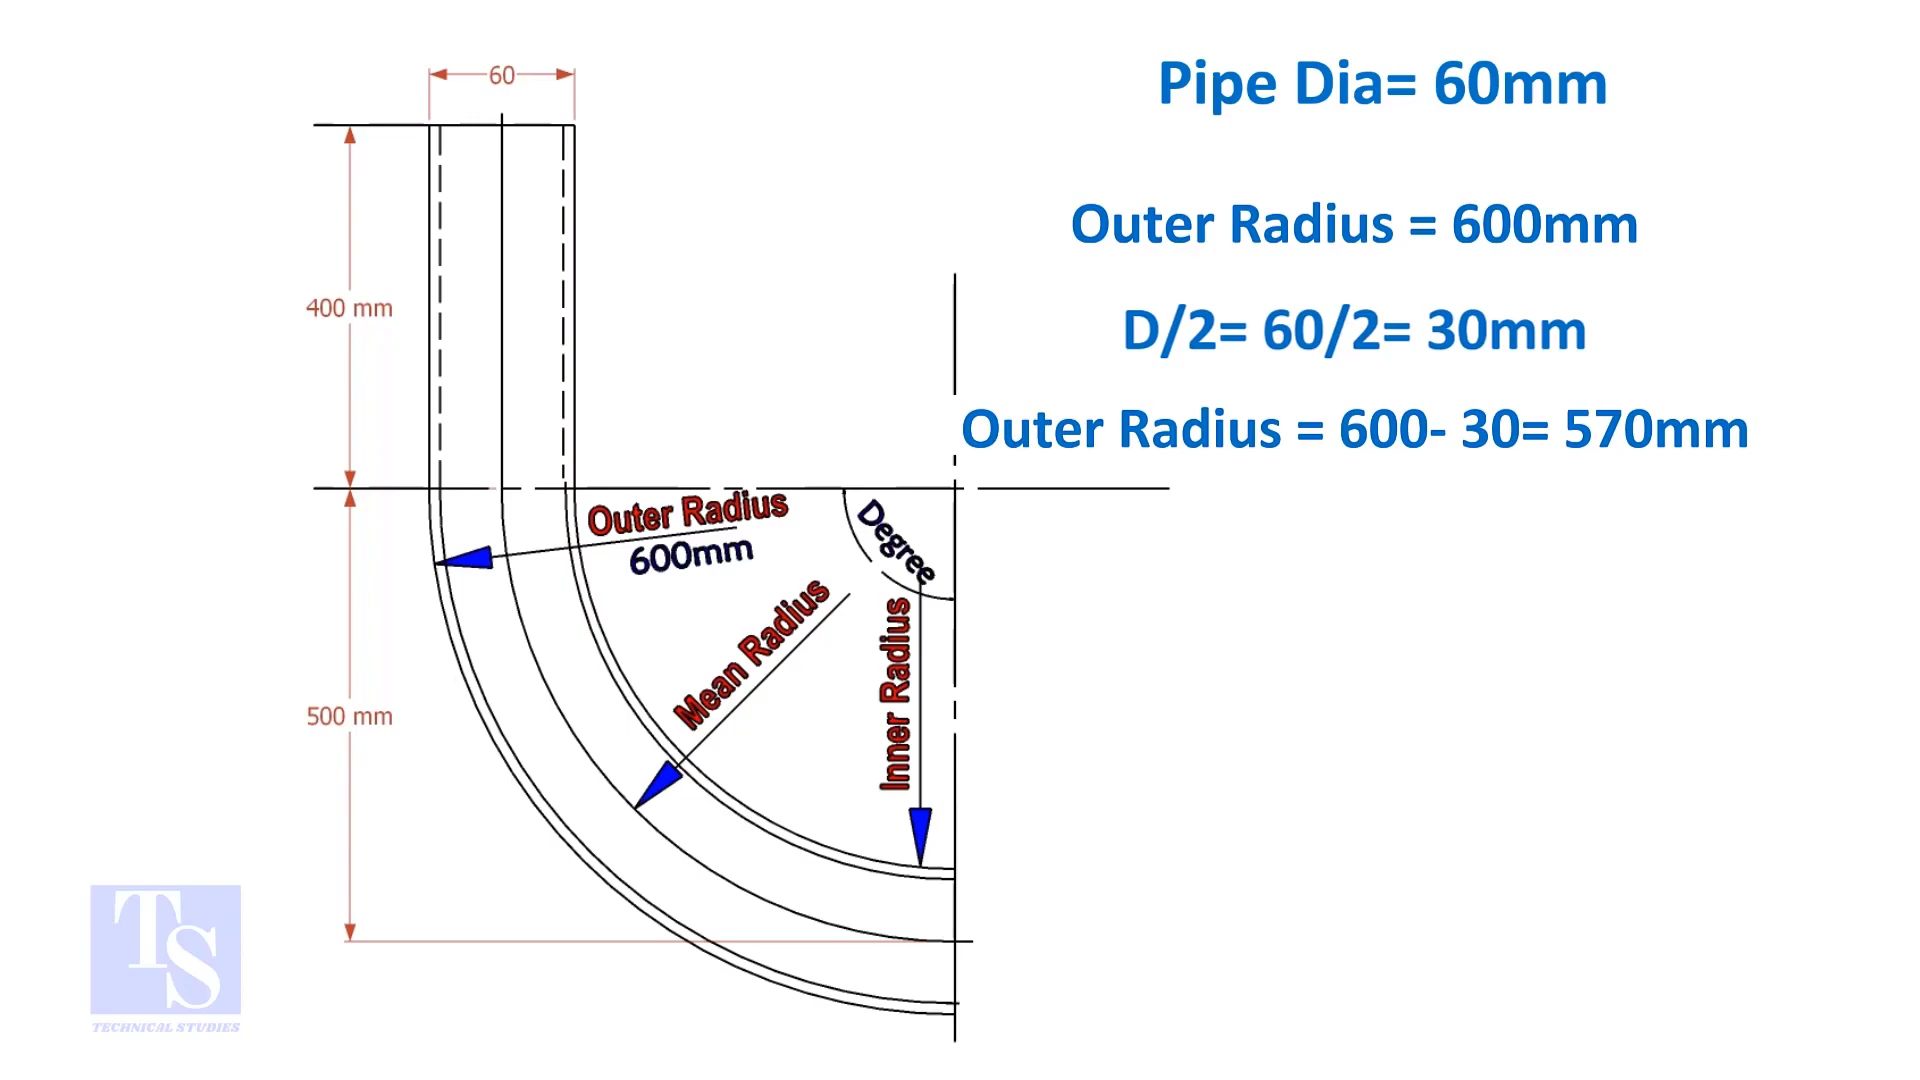 60
Pipe Dia= 60mm
Outer Radius = 600mm
400 mm
D/2= 60/2= 30mm
Outer Radius = 600- 30= 570mm
Outer Radius
600mm
Degree
Mean Radius
Inner Radius
500 mm
TS
TECHNICAL STUDIES